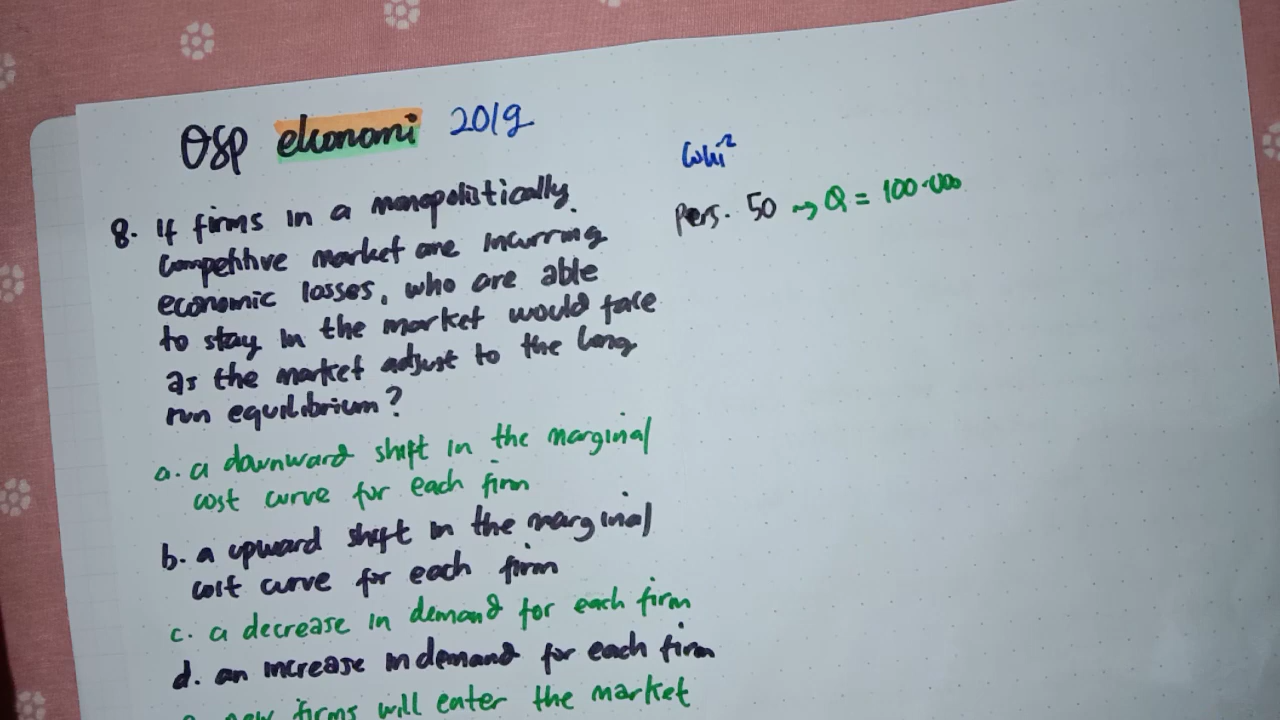 OSP ekonomi 2019
8. If firms in a monopolistically
competitive market are incurring
economic losses, who are able
to stay in the market would face
as the market adjust to the long
run equilibrium?
a. a downward shift in the marginal
cost curve for each firm
b. a upward shift in the marginal
cost curve for each firm
c. a decrease in demand for each firm
d. an increase in demand for each firm
new firms will enter the market
Pers. 50 → Q = 100.000